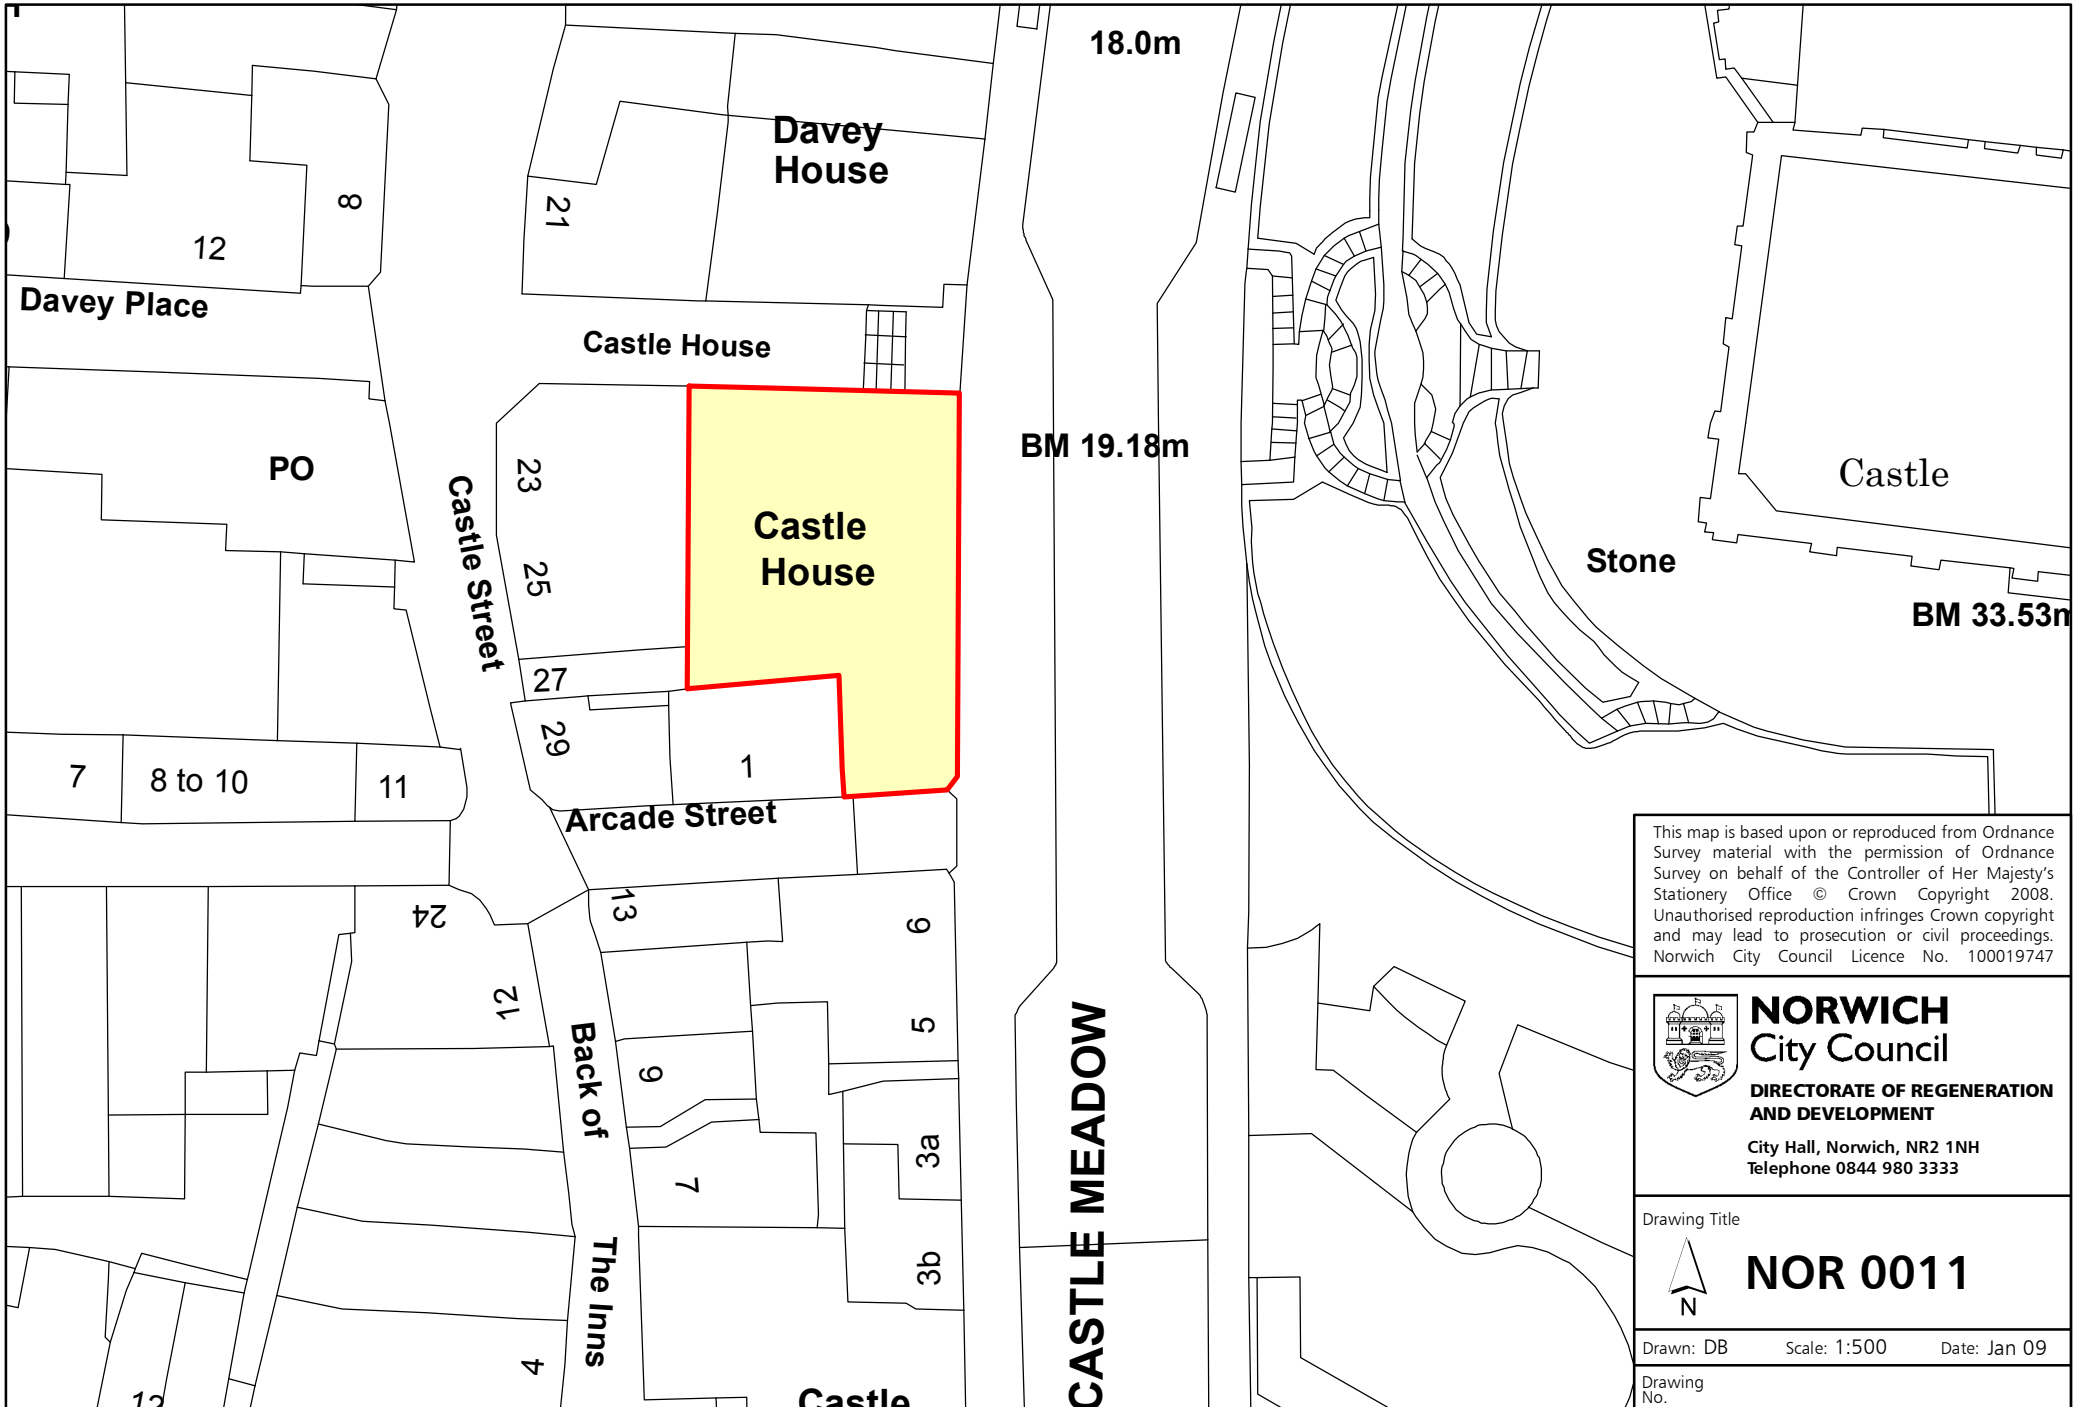 18.0m
Davey
House
8
21
12
Davey Place
Castle House
PO
23
BM 19.18m
Castle
Castle Street
Castle
House
25
Stone
BM 33.53m
27
29
1
7
8 to 10
11
Arcade Street
24
13
6
12
5
Back of
9
3a
7
The Inns
3b
4
CASTLE MEADOW
Castle
This map is based upon or reproduced from Ordnance
Survey material with the permission of Ordnance
Survey on behalf of the Controller of Her Majesty's
Stationery Office © Crown Copyright 2008.
Unauthorised reproduction infringes Crown copyright
and may lead to prosecution or civil proceedings.
Norwich City Council Licence No. 100019747
NORWICH
City Council
DIRECTORATE OF REGENERATION
AND DEVELOPMENT
City Hall, Norwich, NR2 1NH
Telephone 0844 980 3333
Drawing Title
N
NOR 0011
Drawn: DB Scale: 1:500 Date: Jan 09
Drawing
No.